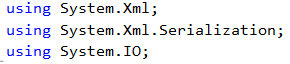 using System.Xml;
using System.Xml.Serialization;
using System.IO;